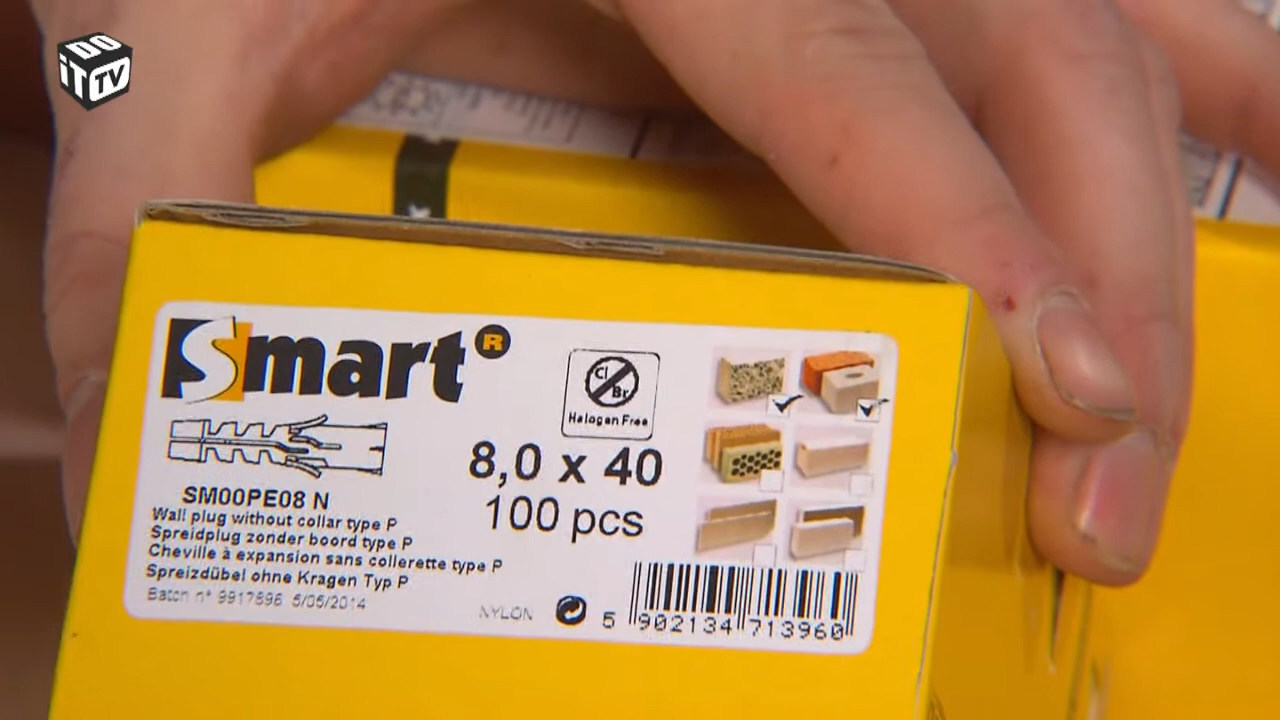 DO
iT TV
Smart R
Cl
Br
Halogen Free
8,0 x 40
100 pcs
SM00PE08 N
Wall plug without collar type P
Spreidplug zonder boord type P
Cheville à expansion sans collerette type P
Spreizdübel ohne Kragen Typ P
Batch n° 9917896 5/05/2014
NYLON
5 902134 713960